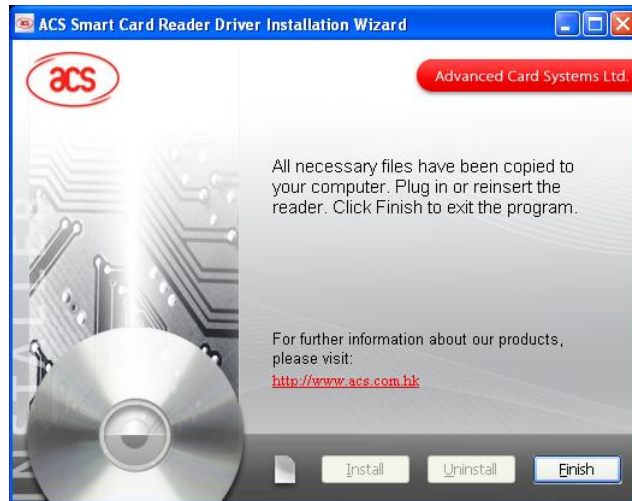 ACS Smart Card Reader Driver Installation Wizard
acs
Advanced Card Systems Ltd.
All necessary files have been copied to
your computer. Plug in or reinsert the
reader. Click Finish to exit the program.
For further information about our products,
please visit:
http://www.acs.com.hk
INSTALLER
Install
Uninstall
Finish